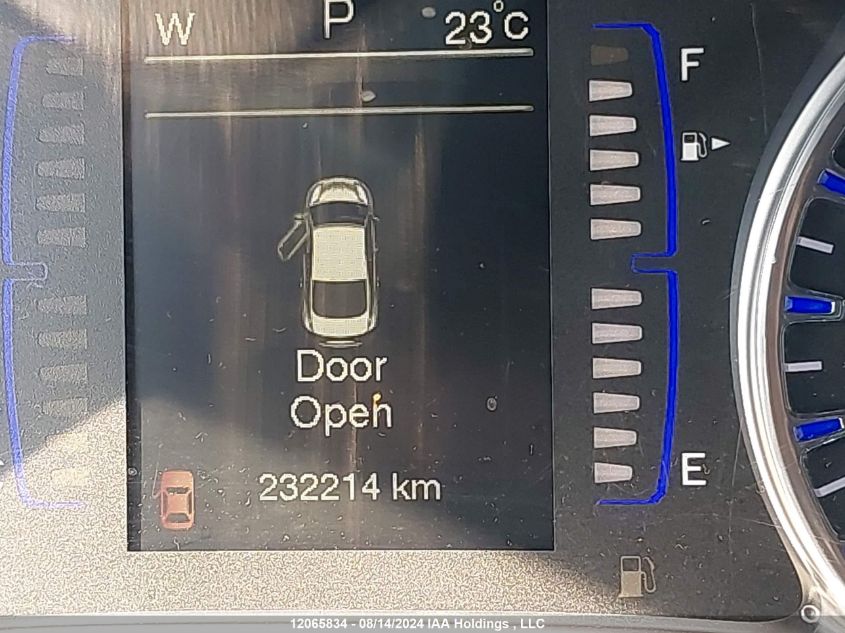 W P 23°C
F
Door
Open
232214 km
E
12065834 - 08/14/2024 IAA Holdings , LLC